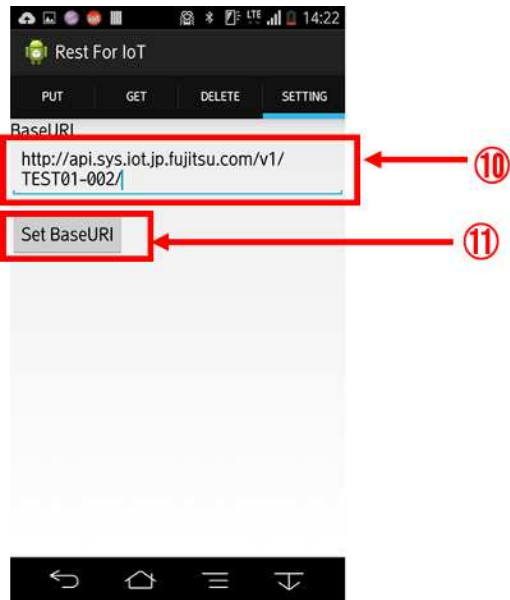 LTE 14:22
Rest For IoT
PUT GET DELETE SETTING
BaseURI
http://api.sys.iot.jp.fujitsu.com/v1/
TEST01-002/
⑩
Set BaseURI
⑪